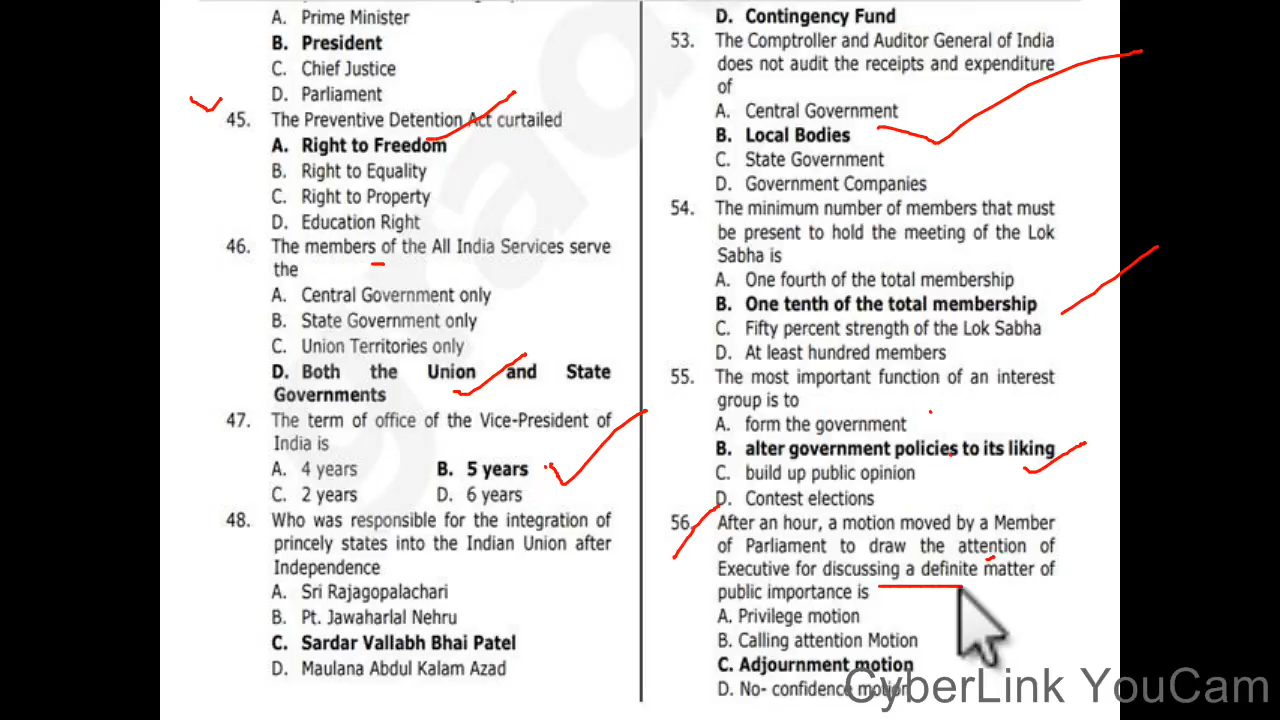 A. Prime Minister
B. President
C. Chief Justice
D. Parliament
45. The Preventive Detention Act curtailed
A. Right to Freedom
B. Right to Equality
C. Right to Property
D. Education Right
46. The members of the All India Services serve
the
A. Central Government only
B. State Government only
C. Union Territories only
D. Both the Union and State
Governments
47. The term of office of the Vice-President of
India is
A. 4 years B. 5 years
C. 2 years D. 6 years
48. Who was responsible for the integration of
princely states into the Indian Union after
Independence
A. Sri Rajagopalachari
B. Pt. Jawaharlal Nehru
C. Sardar Vallabh Bhai Patel
D. Maulana Abdul Kalam Azad
D. Contingency Fund
53. The Comptroller and Auditor General of India
does not audit the receipts and expenditure
of
A. Central Government
B. Local Bodies
C. State Government
D. Government Companies
54. The minimum number of members that must
be present to hold the meeting of the Lok
Sabha is
A. One fourth of the total membership
B. One tenth of the total membership
C. Fifty percent strength of the Lok Sabha
D. At least hundred members
55. The most important function of an interest
group is to
A. form the government
B. alter government policies to its liking
C. build up public opinion
D. Contest elections
56. After an hour, a motion moved by a Member
of Parliament to draw the attention of
Executive for discussing a definite matter of
public importance is
A. Privilege motion
B. Calling attention Motion
C. Adjournment motion
D. No- confidence motion
CyberLink YouCam